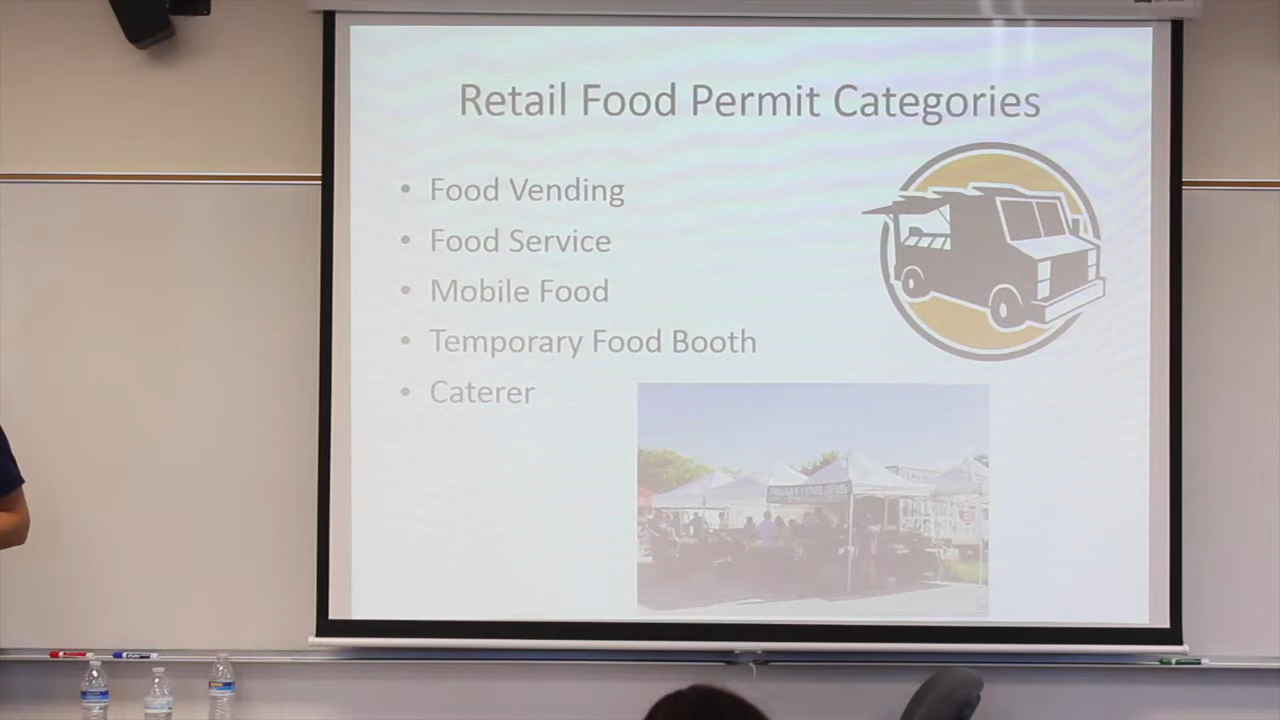 Retail Food Permit Categories
• Food Vending
• Food Service
• Mobile Food
• Temporary Food Booth
• Caterer